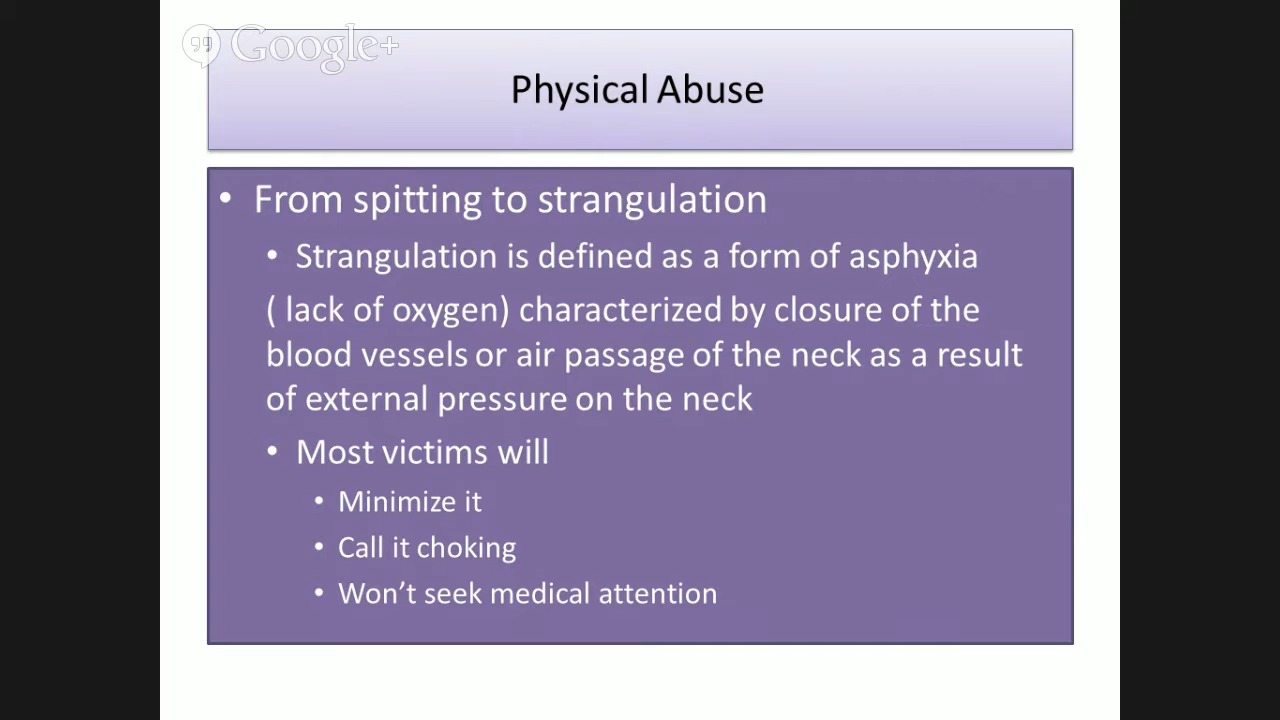 Google+
Physical Abuse
• From spitting to strangulation
• Strangulation is defined as a form of asphyxia
( lack of oxygen) characterized by closure of the
blood vessels or air passage of the neck as a result
of external pressure on the neck
• Most victims will
• Minimize it
• Call it choking
• Won’t seek medical attention